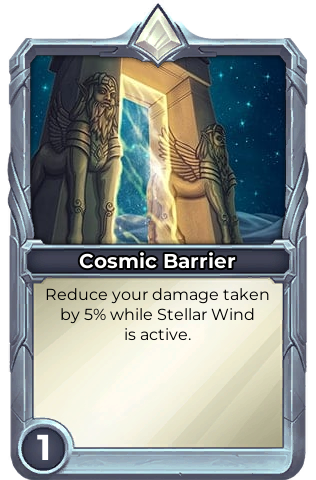 Cosmic Barrier
Reduce your damage taken
by 5% while Stellar Wind
is active.
1